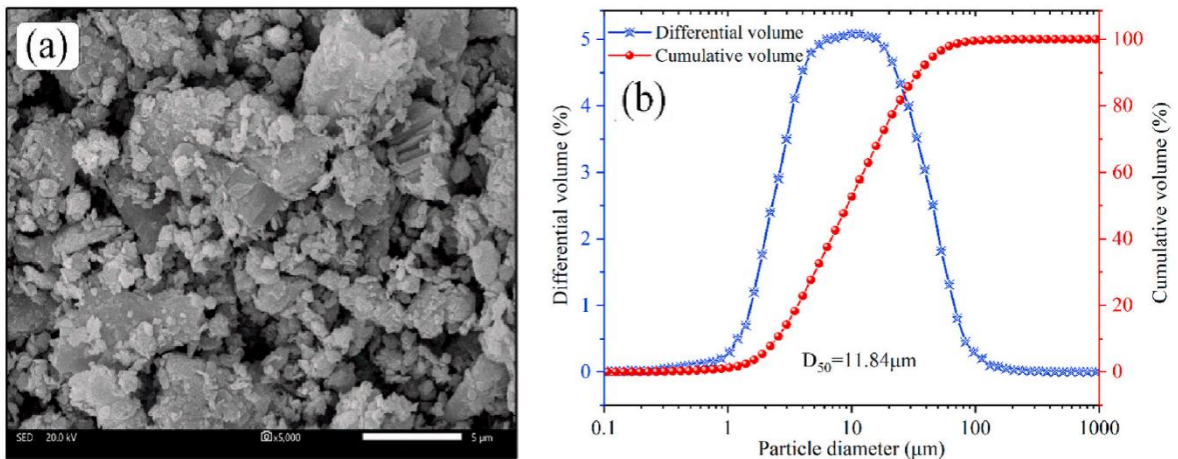 (a)
SED 20.0 kV x5,000 5 μm
(b)
Differential volume
Cumulative volume
D50=11.84μm
Differential volume (%)
5
4
3
2
1
0
Cumulative volume (%)
100
80
60
40
20
0
0.1 1 10 100 1000
Particle diameter (μm)